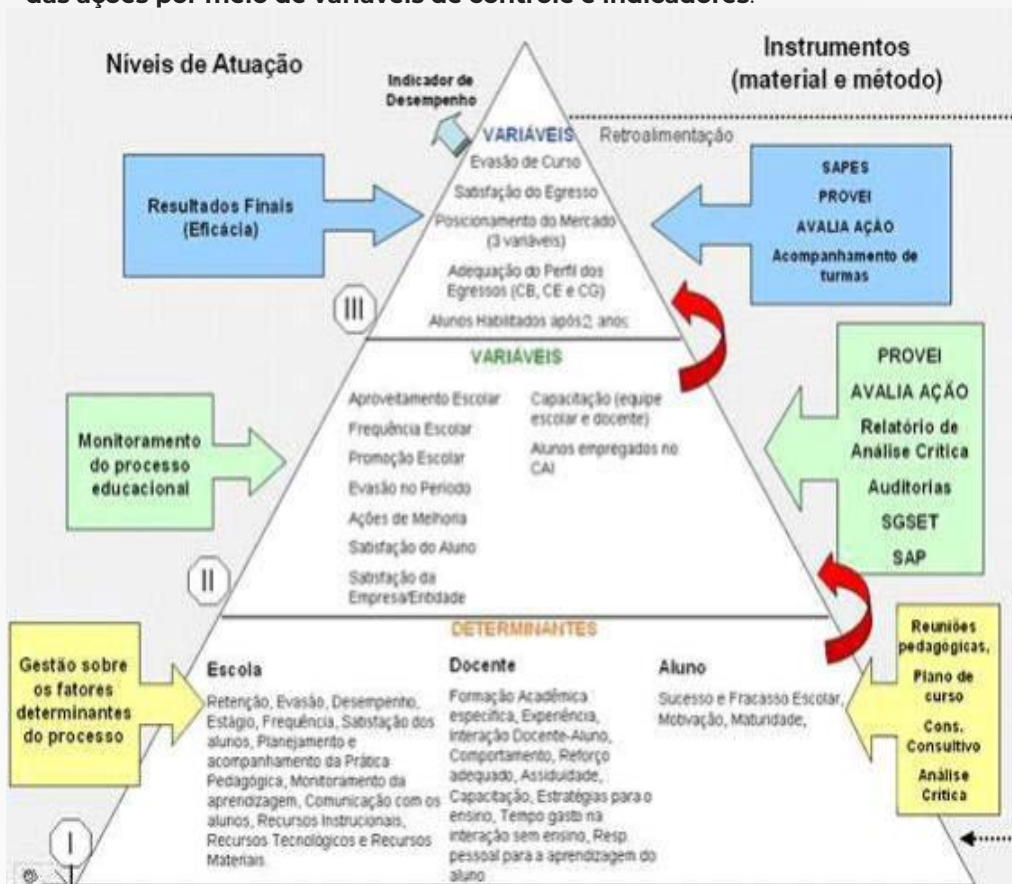 das ações por meio de variáveis de controle e indicadores.
Níveis de Atuação
Instrumentos
(material e método)
Indicador de
Desempenho
VARIÁVEIS
Retroalimentação
Evasão de Curso
Satisfação do Egresso
Posicionamento do Mercado
(3 variáveis)
Adequação do Perfil dos
Egressos (CB, CE e CG)
Alunos Habilitados após 2 anos
Resultados Finais
(Eficácia)
SAPES
PROVEI
AVALIA AÇÃO
Acompanhamento de
turmas
III
VARIÁVEIS
Aproveitamento Escolar
Frequência Escolar
Promoção Escolar
Evasão no Período
Ações de Melhoria
Satisfação do Aluno
Satisfação da
Empresa/Entidade
Capacitação (equipe
escolar e docente)
Alunos empregados no
CAI
Monitoramento
do processo
educacional
PROVEI
AVALIA AÇÃO
Relatório de
Análise Crítica
Auditorias
SGSET
SAP
II
DETERMINANTES
Gestão sobre
os fatores
determinantes
do processo
Escola
Retenção, Evasão, Desempenho,
Estágio, Frequência, Satisfação dos
alunos, Planejamento e
acompanhamento da Prática
Pedagógica, Monitoramento da
aprendizagem, Comunicação com os
alunos, Recursos Instrucionais,
Recursos Tecnológicos e Recursos
Materiais.
Docente
Formação Acadêmica
especifica, Experiência,
Interação Docente-Aluno,
Comportamento, Reforço
adequado, Assiduidade,
Capacitação, Estratégias para o
ensino, Tempo gasto na
interação sem ensino, Resp.
pessoal para a aprendizagem do
aluno
Aluno
Sucesso e Fracasso Escolar,
Motivação, Maturidade,
Reuniões
pedagógicas,
Plano de
curso
Cons.
Consultivo
Análise
Crítica
I